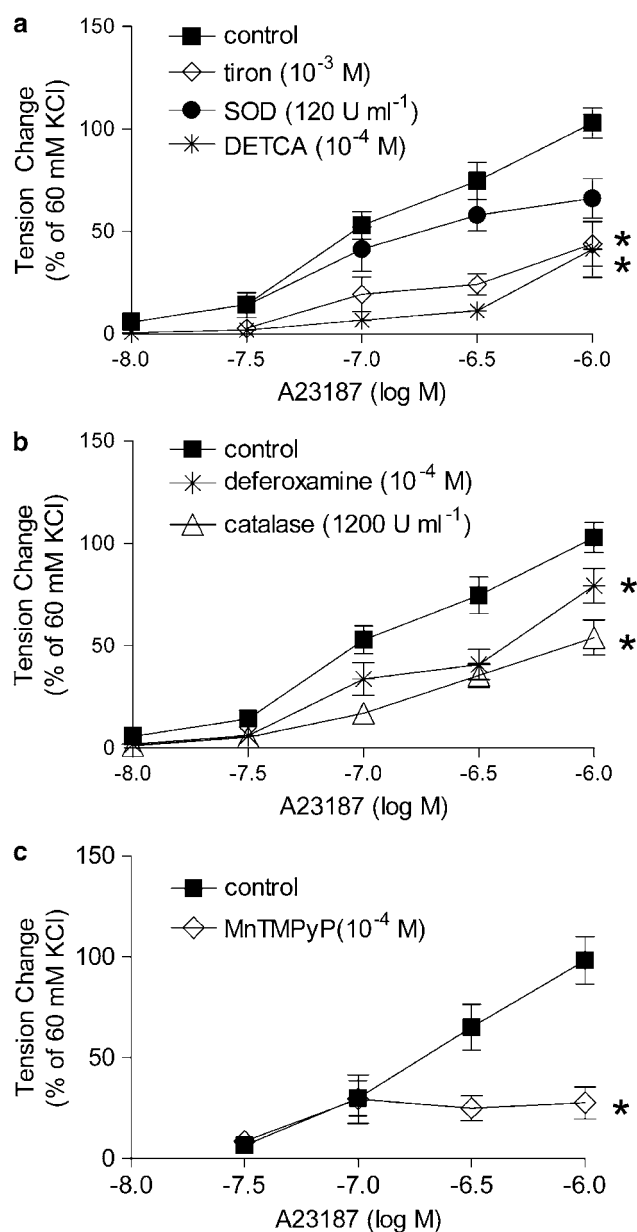 a
control
tiron (10⁻³ M)
SOD (120 U ml⁻¹)
DETCA (10⁻⁴ M)
Tension Change
(% of 60 mM KCl)
150
100
50
0
*
*
-8.0 -7.5 -7.0 -6.5 -6.0
A23187 (log M)
b
control
deferoxamine (10⁻⁴ M)
catalase (1200 U ml⁻¹)
Tension Change
(% of 60 mM KCl)
150
100
50
0
*
*
-8.0 -7.5 -7.0 -6.5 -6.0
A23187 (log M)
c
control
MnTMPyP(10⁻⁴ M)
Tension Change
(% of 60 mM KCl)
150
100
50
0
*
-8.0 -7.5 -7.0 -6.5 -6.0
A23187 (log M)